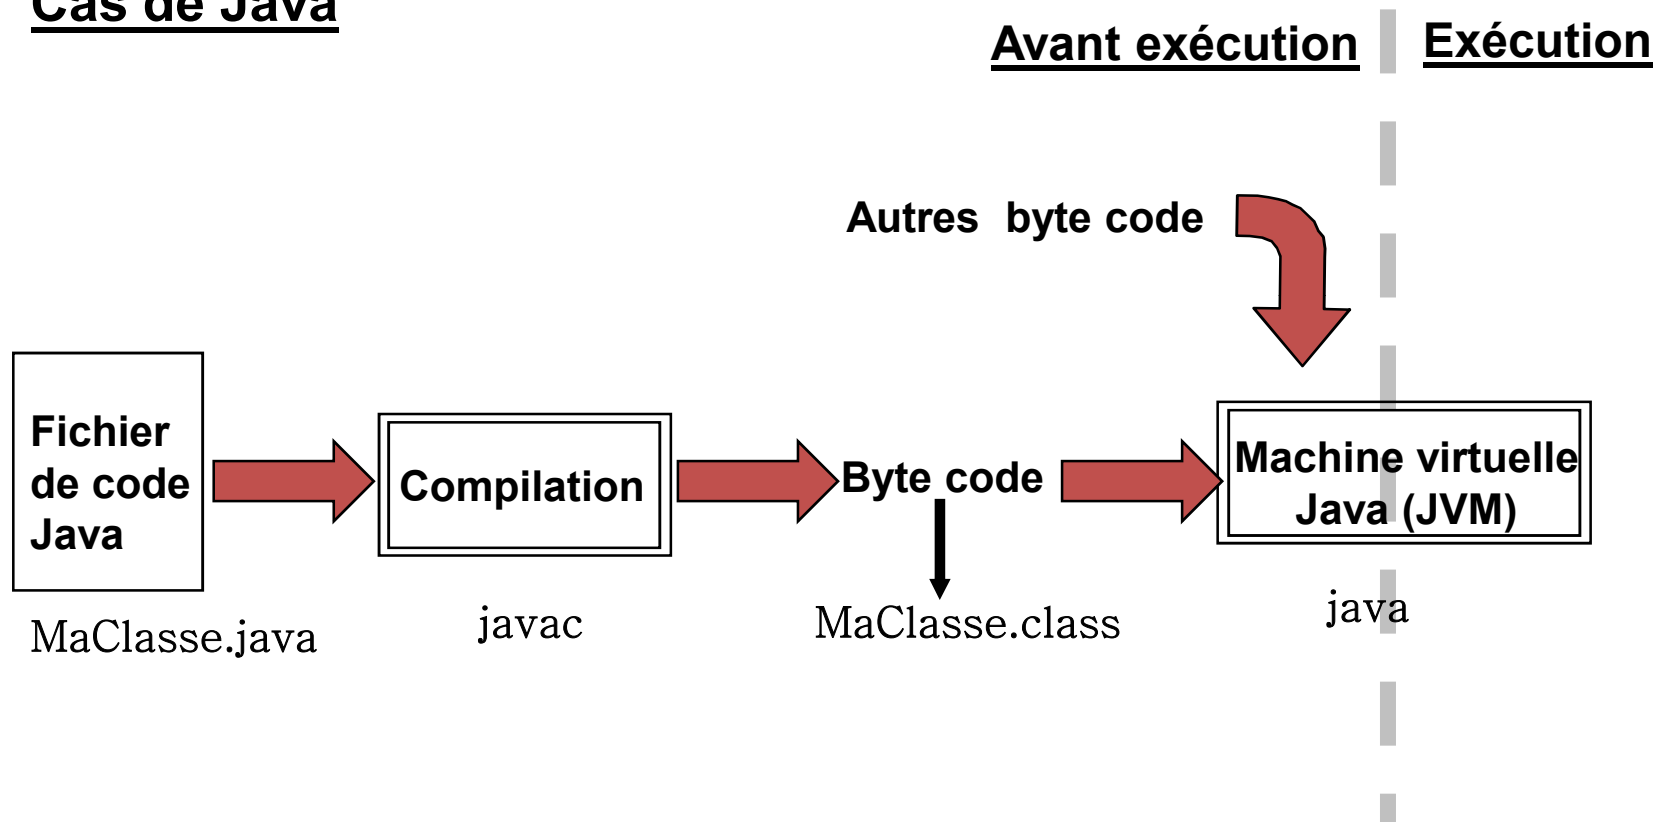 Cas de Java
Avant exécution
Exécution
Autres byte code
Fichier
de code
Java
Compilation
Byte code
Machine virtuelle
Java (JVM)
MaClasse.java
javac
MaClasse.class
java